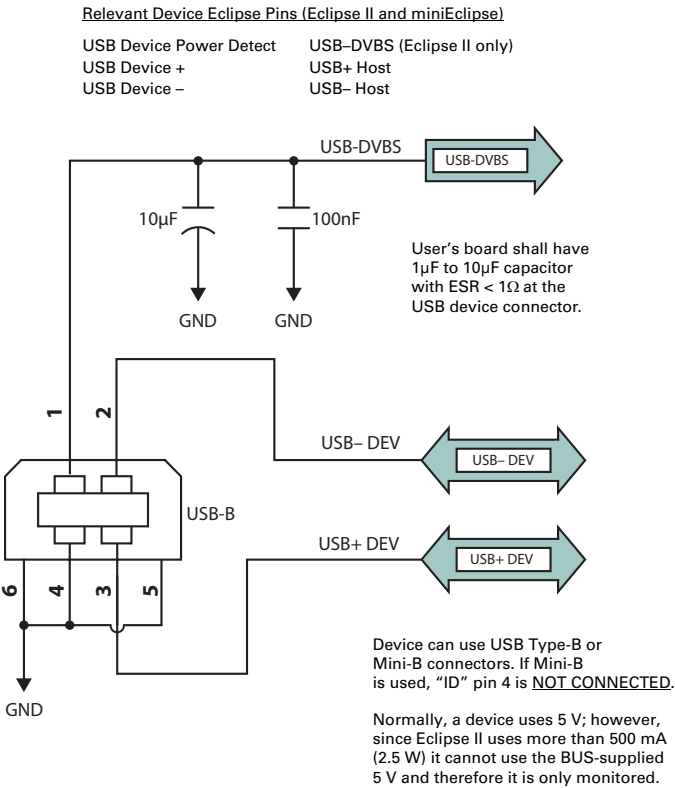 Relevant Device Eclipse Pins (Eclipse II and miniEclipse)
USB Device Power Detect USB–DVBS (Eclipse II only)
USB Device + USB+ Host
USB Device – USB– Host
USB-DVBS
USB-DVBS
10µF
100nF
User's board shall have
1µF to 10µF capacitor
with ESR < 1Ω at the
USB device connector.
GND
GND
1
2
USB– DEV
USB– DEV
USB-B
USB+ DEV
USB+ DEV
6
4
3
5
GND
Device can use USB Type-B or
Mini-B connectors. If Mini-B
is used, “ID” pin 4 is NOT CONNECTED.
Normally, a device uses 5 V; however,
since Eclipse II uses more than 500 mA
(2.5 W) it cannot use the BUS-supplied
5 V and therefore it is only monitored.